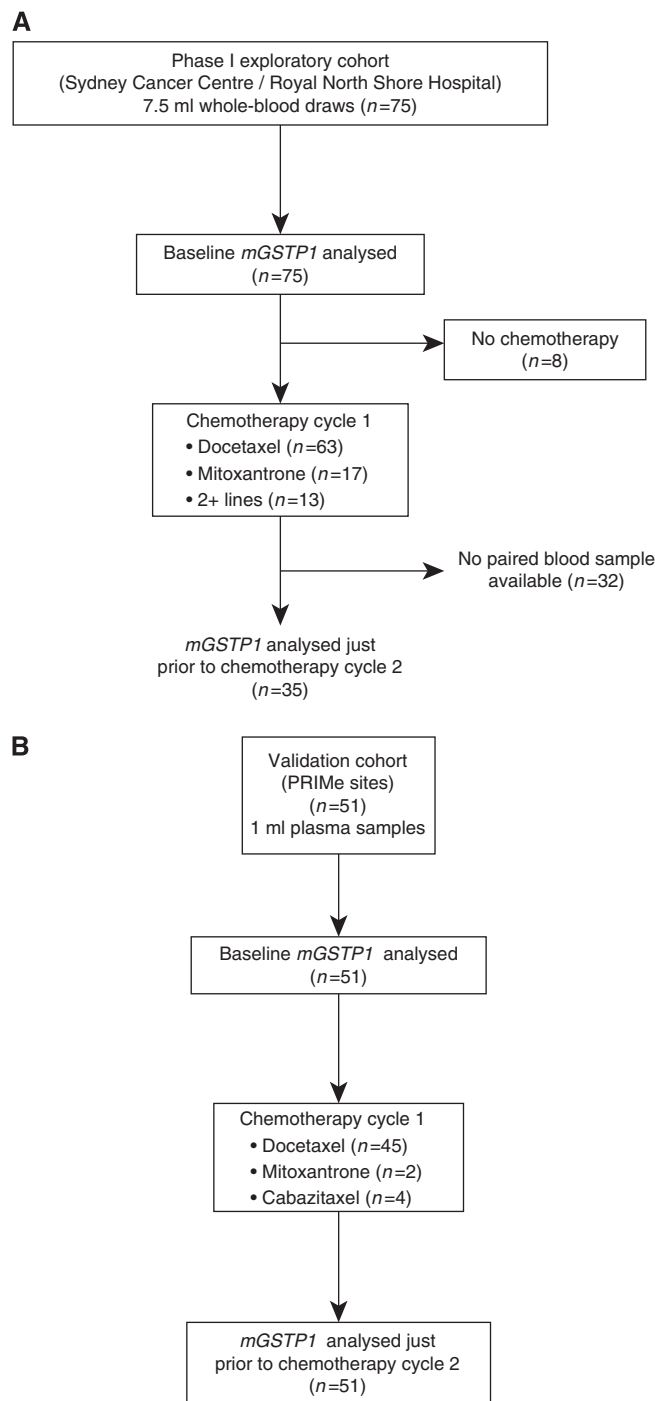 A
Phase I exploratory cohort
(Sydney Cancer Centre / Royal North Shore Hospital)
7.5 ml whole-blood draws (n=75)
Baseline mGSTP1 analysed
(n=75)
No chemotherapy
(n=8)
Chemotherapy cycle 1
• Docetaxel (n=63)
• Mitoxantrone (n=17)
• 2+ lines (n=13)
No paired blood sample
available (n=32)
mGSTP1 analysed just
prior to chemotherapy cycle 2
(n=35)
B
Validation cohort
(PRIMe sites)
(n=51)
1 ml plasma samples
Baseline mGSTP1 analysed
(n=51)
Chemotherapy cycle 1
• Docetaxel (n=45)
• Mitoxantrone (n=2)
• Cabazitaxel (n=4)
mGSTP1 analysed just
prior to chemotherapy cycle 2
(n=51)